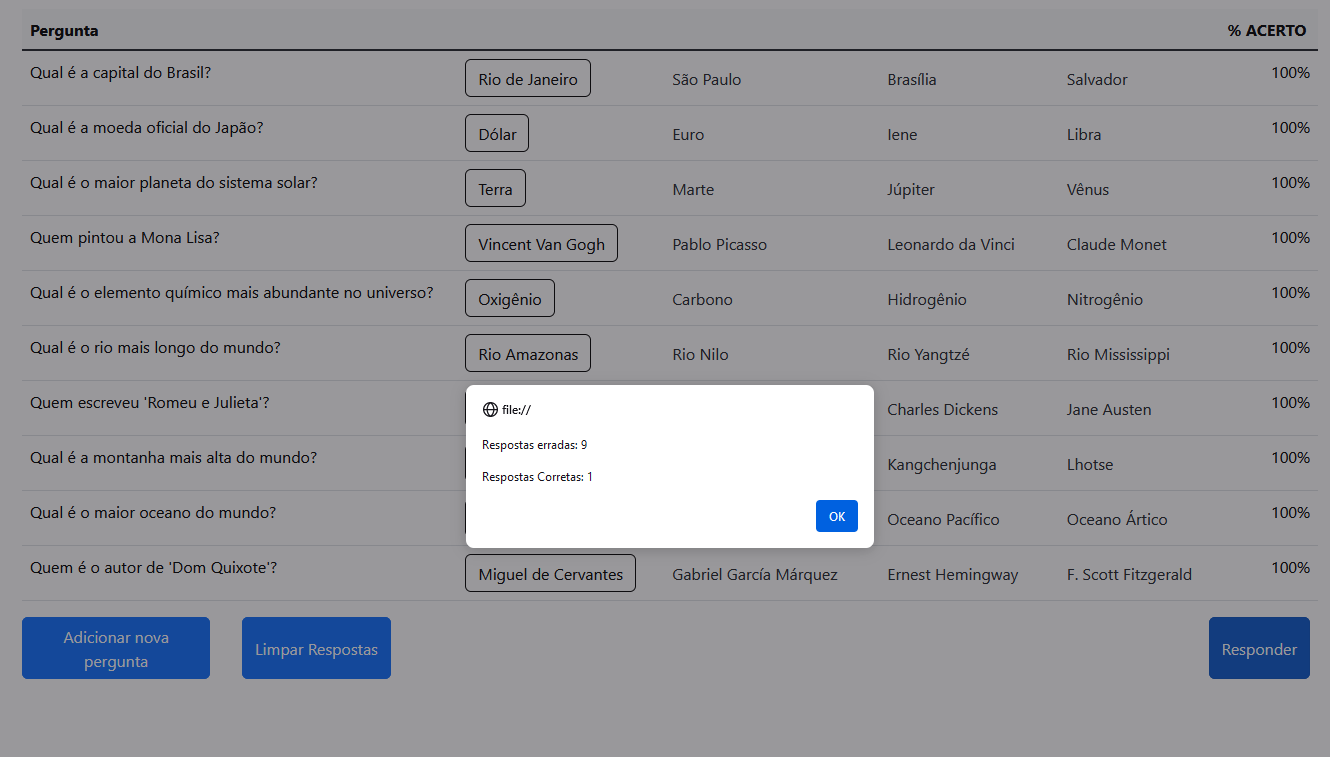 Pergunta % ACERTO
Qual é a capital do Brasil? Rio de Janeiro São Paulo Brasília Salvador 100%
Qual é a moeda oficial do Japão? Dólar Euro Iene Libra 100%
Qual é o maior planeta do sistema solar? Terra Marte Júpiter Vênus 100%
Quem pintou a Mona Lisa? Vincent Van Gogh Pablo Picasso Leonardo da Vinci Claude Monet 100%
Qual é o elemento químico mais abundante no universo? Oxigênio Carbono Hidrogênio Nitrogênio 100%
Qual é o rio mais longo do mundo? Rio Amazonas Rio Nilo Rio Yangtzé Rio Mississippi 100%
Quem escreveu 'Romeu e Julieta'? Charles Dickens Jane Austen 100%
Qual é a montanha mais alta do mundo? Kangchenjunga Lhotse 100%
Qual é o maior oceano do mundo? Oceano Pacífico Oceano Ártico 100%
file://
Respostas erradas: 9
Respostas Corretas: 1
OK
Quem é o autor de 'Dom Quixote'? Miguel de Cervantes Gabriel García Márquez Ernest Hemingway F. Scott Fitzgerald 100%
Adicionar nova
pergunta
Limpar Respostas
Responder